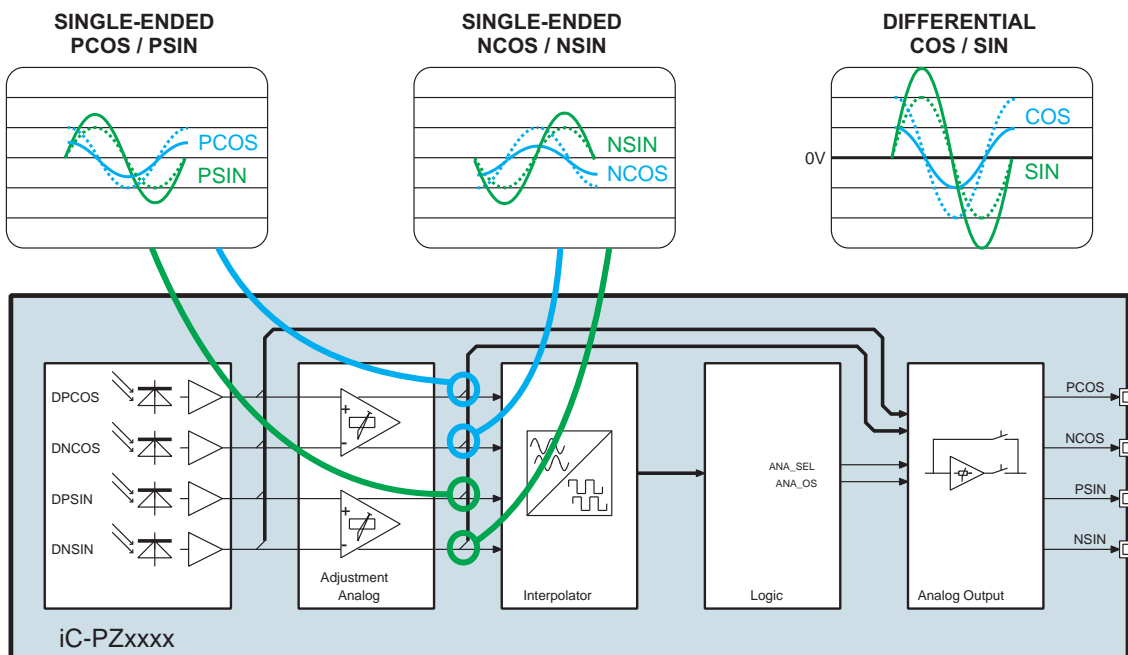 SINGLE-ENDED
PCOS / PSIN
SINGLE-ENDED
NCOS / NSIN
DIFFERENTIAL
COS / SIN
PCOS
PSIN
NSIN
NCOS
COS
0V
SIN
DPCOS
DNCOS
DPSIN
DNSIN
+
-
+
-
Adjustment
Analog
Interpolator
ANA_SEL
ANA_OS
Logic
Analog Output
PCOS
NCOS
PSIN
NSIN
iC-PZxxxx